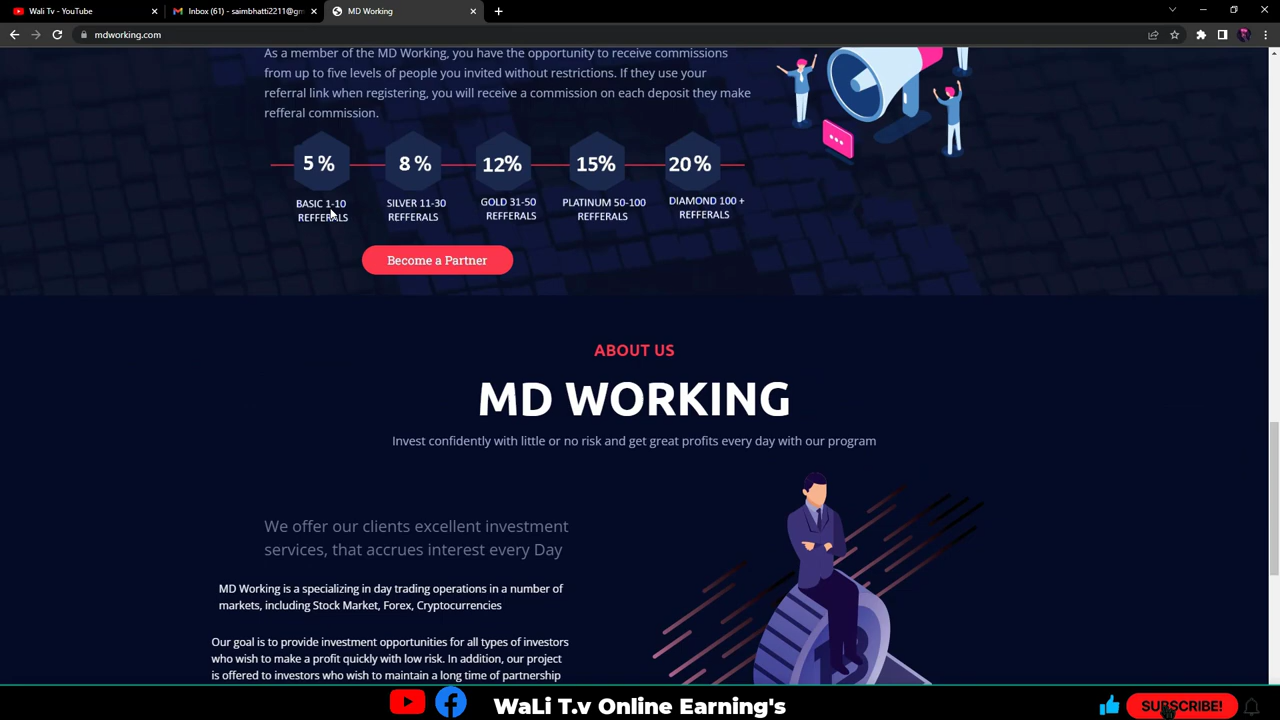 Wali Tv - YouTube
Inbox (61) - saimbhatti2211@gm
MD Working
mdworking.com
As a member of the MD Working, you have the opportunity to receive commissions
from up to five levels of people you invited without restrictions. If they use your
referral link when registering, you will receive a commission on each deposit they make
refferal commission.
5 % 8 % 12% 15% 20 %
BASIC 1-10 SILVER 11-30 GOLD 31-50 PLATINUM 50-100 DIAMOND 100 +
REFFERALS REFFERALS REFFERALS REFFERALS REFFERALS
Become a Partner
ABOUT US
MD WORKING
Invest confidently with little or no risk and get great profits every day with our program
We offer our clients excellent investment
services, that accrues interest every Day
MD Working is a specializing in day trading operations in a number of
markets, including Stock Market, Forex, Cryptocurrencies
Our goal is to provide investment opportunities for all types of investors
who wish to make a profit quickly with low risk. In addition, our project
is offered to investors who wish to maintain a long time of partnership
WaLi T.v Online Earning's
SUBSCRIBE!